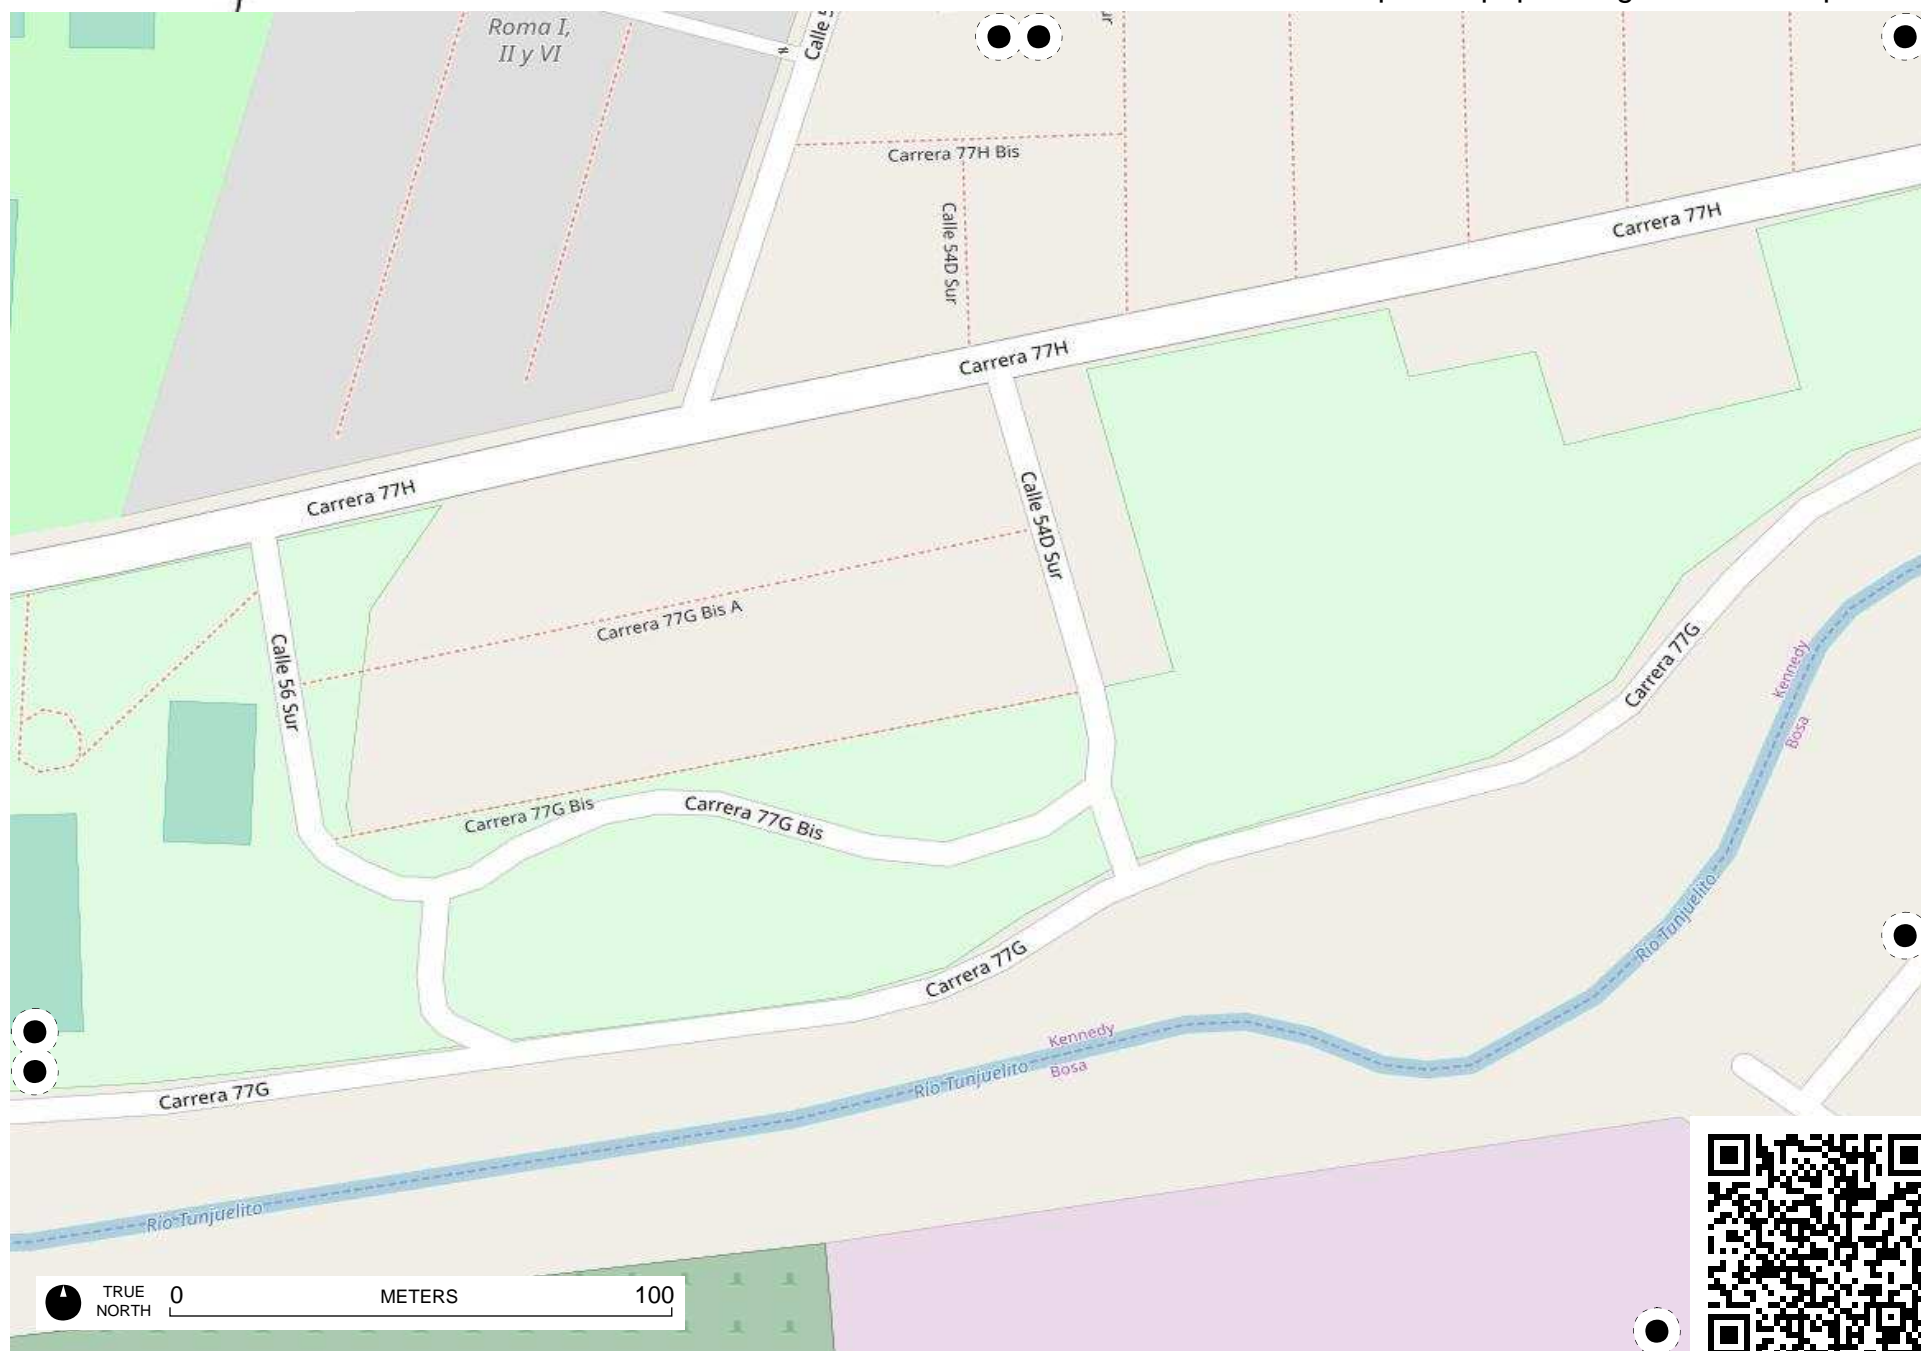 Roma I,
II y VI
Carrera 77H Bis
Calle 54D Sur
Carrera 77H
Carrera 77H
Carrera 77H
Calle 54D Sur
Carrera 77G Bis A
Calle 56 Sur
Carrera 77G
Kennedy
Bosa
Carrera 77G Bis
Carrera 77G Bis
Río Tunjuelito
Carrera 77G
Kennedy
Bosa
Río Tunjuelito
Carrera 77G
Río Tunjuelito
TRUE
NORTH
0
METERS
100